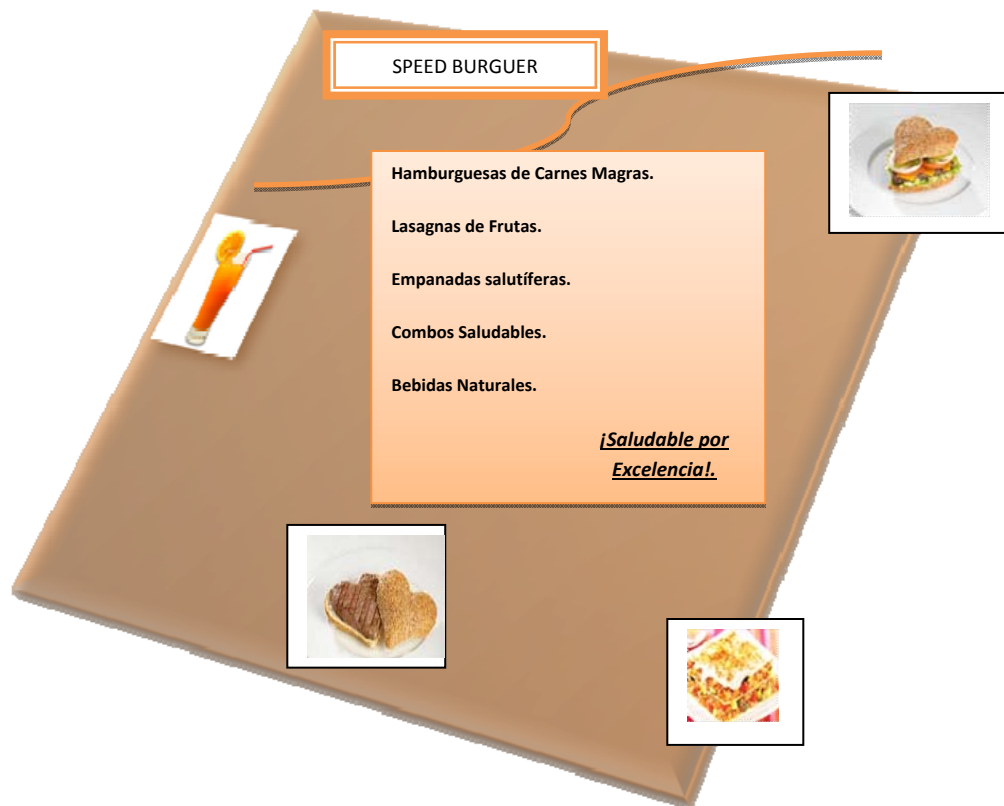 SPEED BURGUER
Hamburguesas de Carnes Magras.
Lasagnas de Frutas.
Empanadas salutíferas.
Combos Saludables.
Bebidas Naturales.
¡Saludable por
Excelencia!.